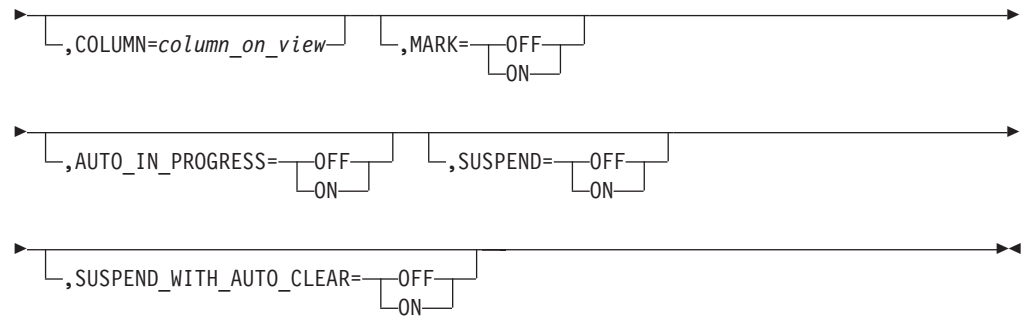 ,COLUMN=column_on_view ,MARK= OFF
ON
,AUTO_IN_PROGRESS= OFF ,SUSPEND= OFF
ON ON
,SUSPEND_WITH_AUTO_CLEAR= OFF
ON